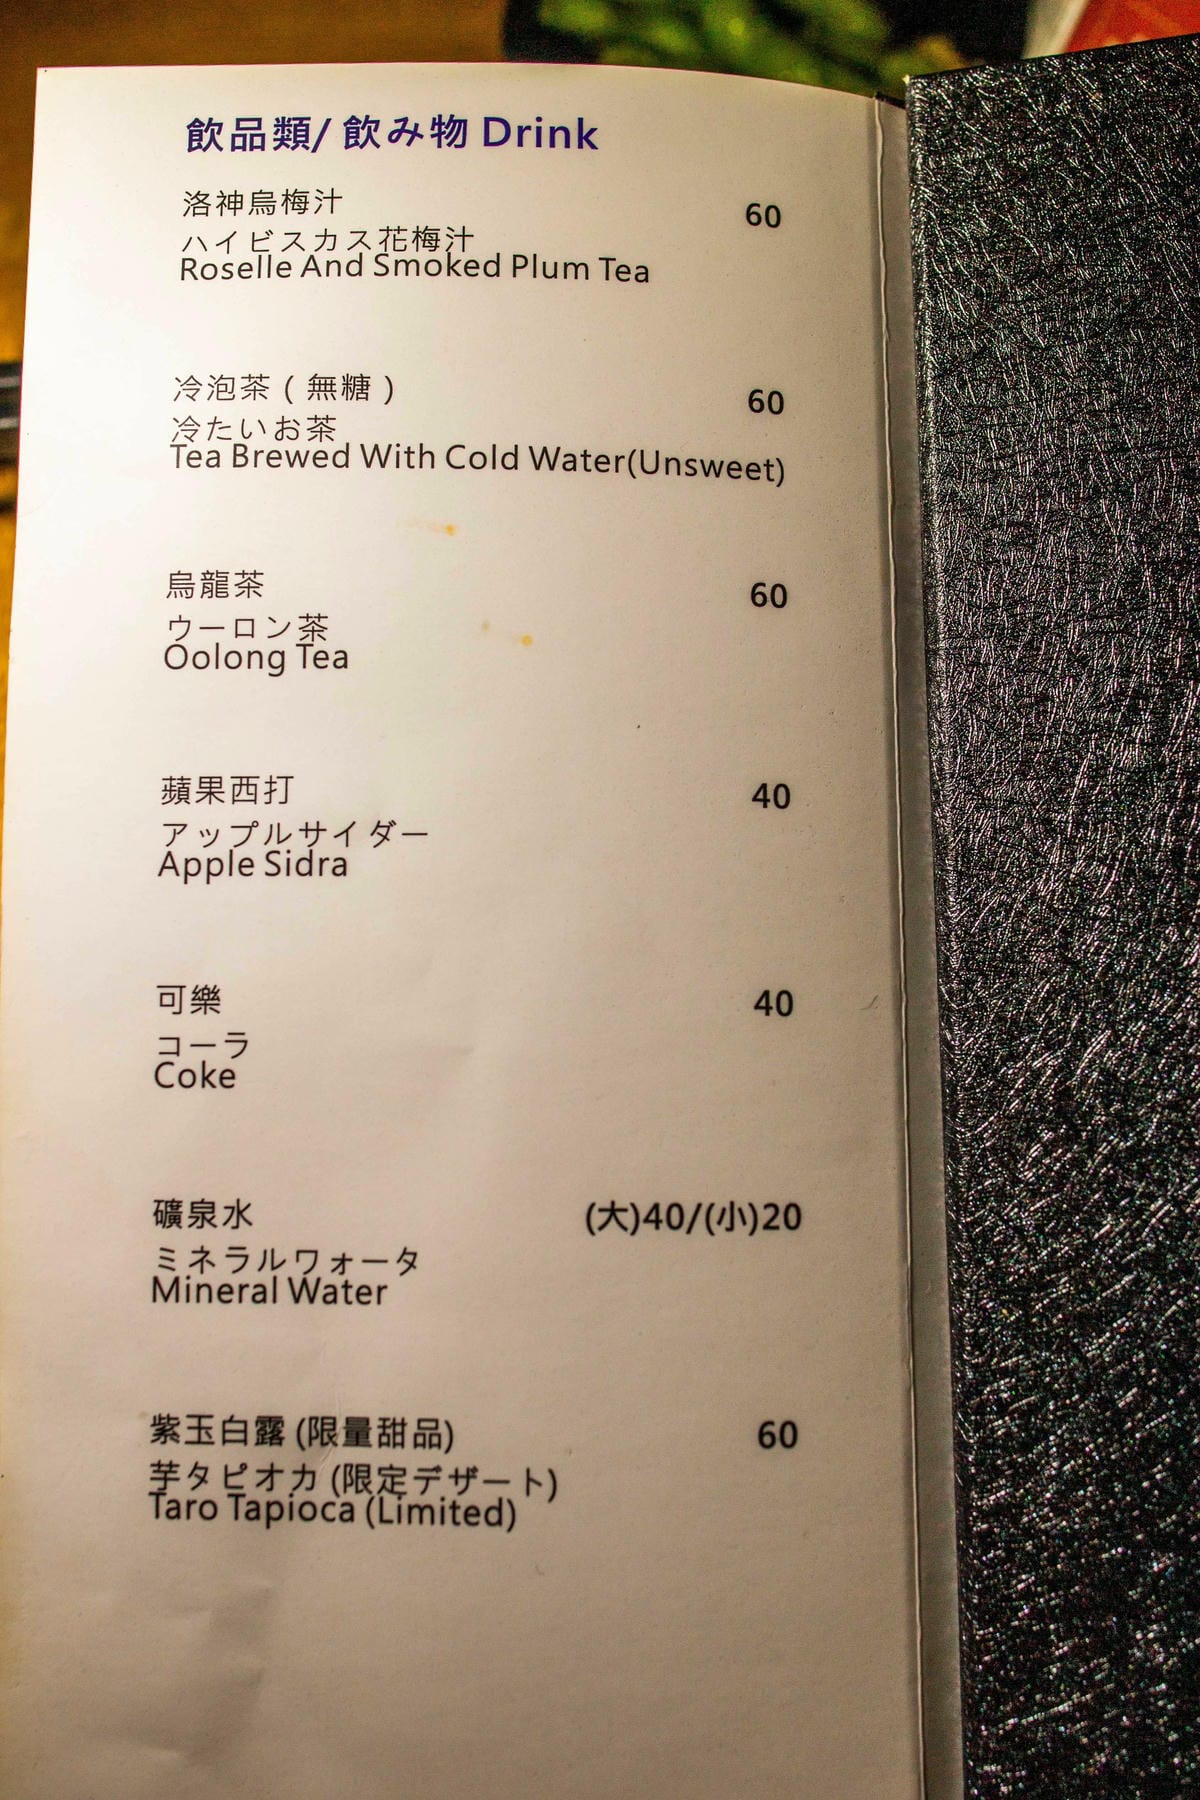 飲品類/ 飲み物 Drink
洛神烏梅汁 60
ハイビスカス花梅汁
Roselle And Smoked Plum Tea
冷泡茶 ( 無糖 ) 60
冷たいお茶
Tea Brewed With Cold Water(Unsweet)
烏龍茶 60
ウーロン茶
Oolong Tea
蘋果西打 40
アップルサイダー
Apple Sidra
可樂 40
コーラ
Coke
礦泉水 (大)40/(小)20
ミネラルウォータ
Mineral Water
紫玉白露 (限量甜品) 60
芋タピオカ (限定デザート)
Taro Tapioca (Limited)